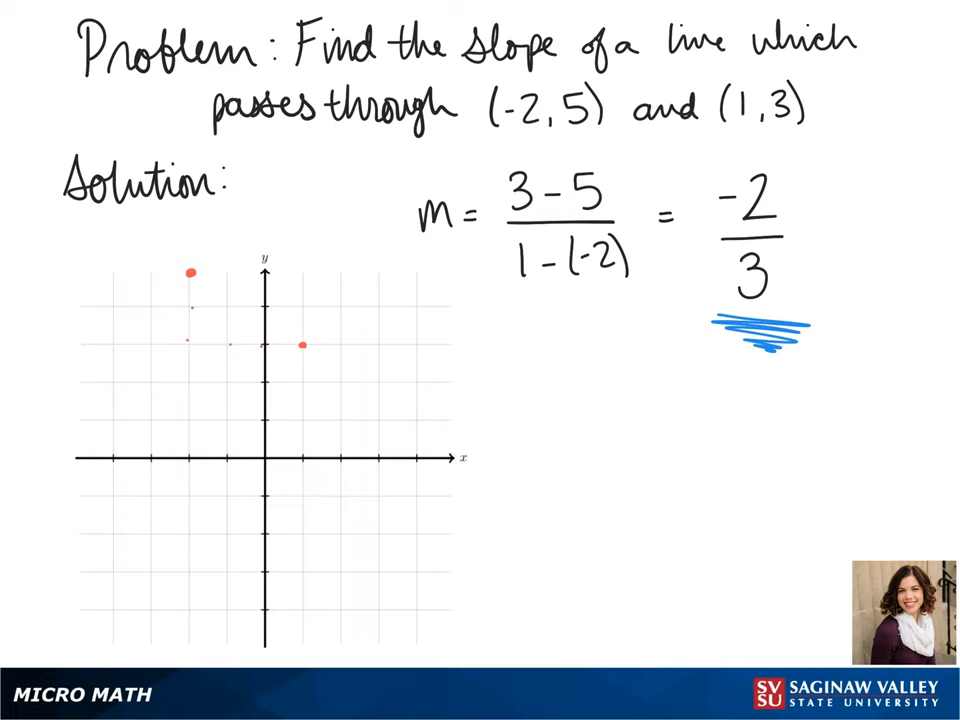 Problem: Find the slope of a line which
passes through (-2, 5) and (1, 3)
Solution:
m = 3 - 5 / 1 - (-2) = -2 / 3
y
x
MICRO MATH
SV SU SAGINAW VALLEY
STATE UNIVERSITY